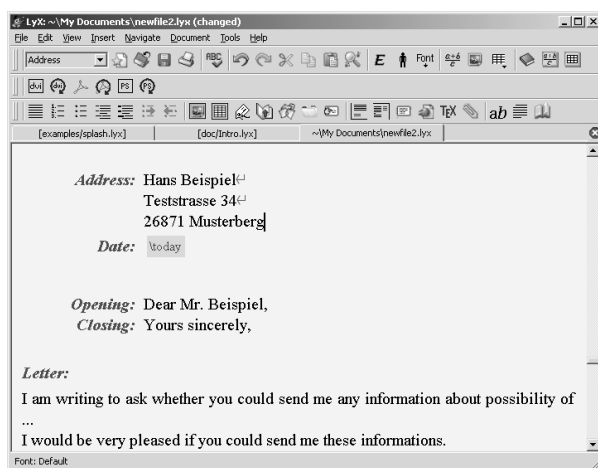 LyX: ~\My Documents\newfile2.lyx (changed)
File Edit View Insert Navigate Document Tools Help
Address
ABC E Font
dvi PS PS
TEX ab
[examples/splash.lyx] [doc/Intro.lyx] ~\My Documents\newfile2.lyx
Address: Hans Beispiel↵
Teststrasse 34↵
26871 Musterberg
Date: \today
Opening: Dear Mr. Beispiel,
Closing: Yours sincerely,
Letter:
I am writing to ask whether you could send me any information about possibility of
...
I would be very pleased if you could send me these informations.
Font: Default